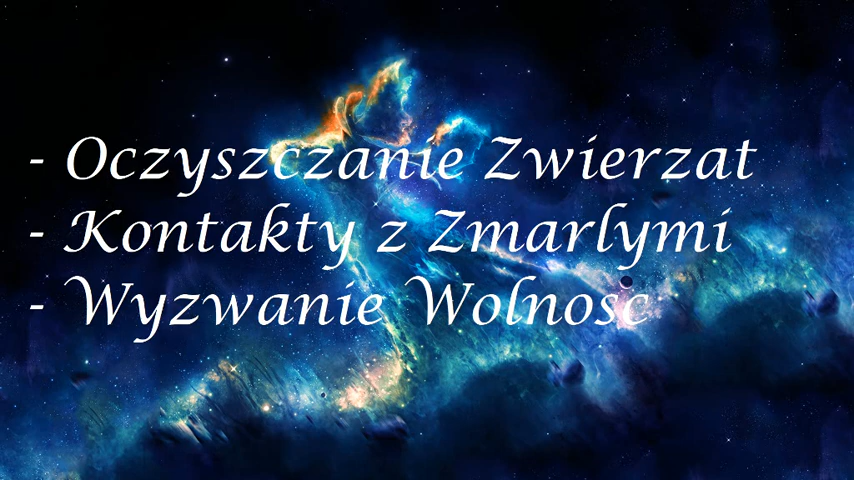 - Oczyszczanie Zwierzat
- Kontakty z Zmarlymi
- Wyzwanie Wolnosc